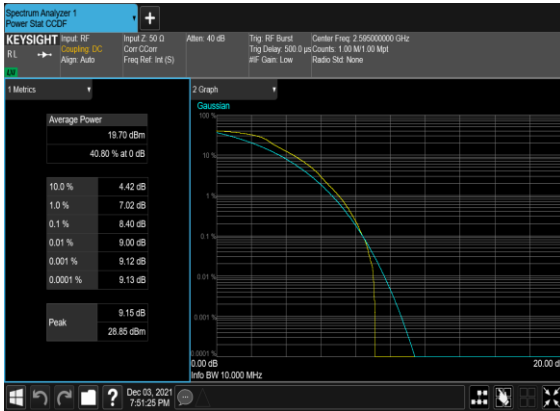 Spectrum Analyzer 1
Power Stat CCDF
+
KEYSIGHT
RL
LV
Input: RF
Coupling: DC
Align: Auto
Input Z: 50 Ω
Corr CCorr
Freq Ref: Int (S)
Atten: 40 dB
Trig: RF Burst
Trig Delay: 500.0 µs
#IF Gain: Low
Center Freq: 2.595000000 GHz
Counts: 1.00 M/1.00 Mpt
Radio Std: None
1 Metrics
Average Power
19.70 dBm
40.80 % at 0 dB
10.0 % 4.42 dB
1.0 % 7.02 dB
0.1 % 8.40 dB
0.01 % 9.00 dB
0.001 % 9.12 dB
0.0001 % 9.13 dB
Peak
9.15 dB
28.85 dBm
2 Graph
Gaussian
100 %
10 %
1 %
0.1 %
0.01 %
0.001 %
0.0001 %
0.00 dB
20.00 d
Info BW 10.000 MHz
?
Dec 03, 2021
7:51:25 PM